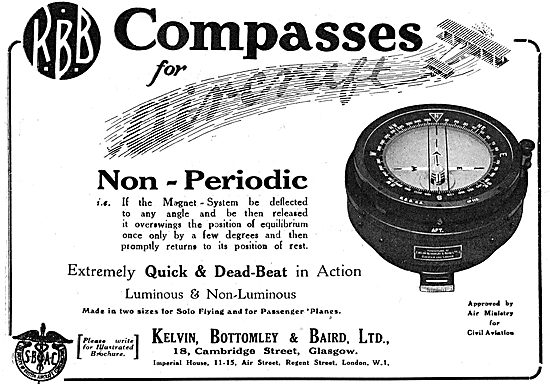 K.B.B
Compasses
for
aircraft
Non - Periodic
i.e. If the Magnet - System be deflected
to any angle and be then released
it overswings the position of equilibrium
once only by a few degrees and then
promptly returns to its position of rest.
Extremely Quick & Dead-Beat in Action
Luminous & Non-Luminous
Made in two sizes for Solo Flying and for Passenger 'Planes.
AFT.
Approved by
Air Ministry
for
Civil Aviation
S.B.A.C
[Please write
for Illustrated
Brochure.]
KELVIN, BOTTOMLEY & BAIRD, LTD.,
18, Cambridge Street, Glasgow.
Imperial House, 11-15, Air Street, Regent Street, London, W.1,